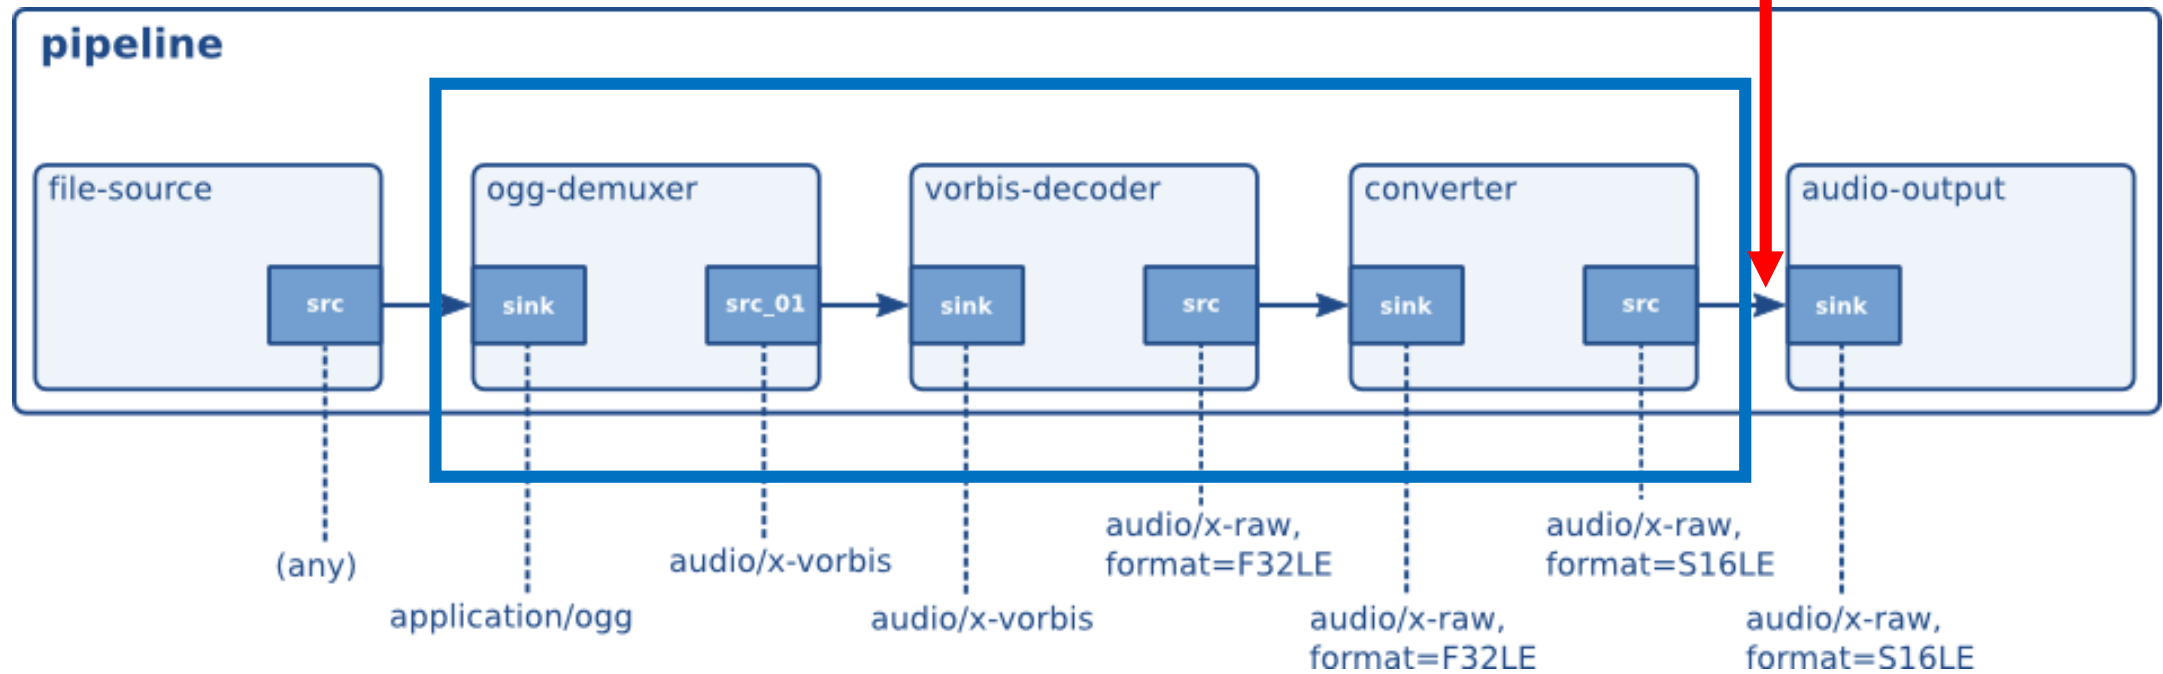 pipeline
file-source
ogg-demuxer
vorbis-decoder
converter
audio-output
src
sink
src_01
sink
src
sink
src
sink
(any)
application/ogg
audio/x-vorbis
audio/x-vorbis
audio/x-raw,
format=F32LE
audio/x-raw,
format=F32LE
audio/x-raw,
format=S16LE
audio/x-raw,
format=S16LE